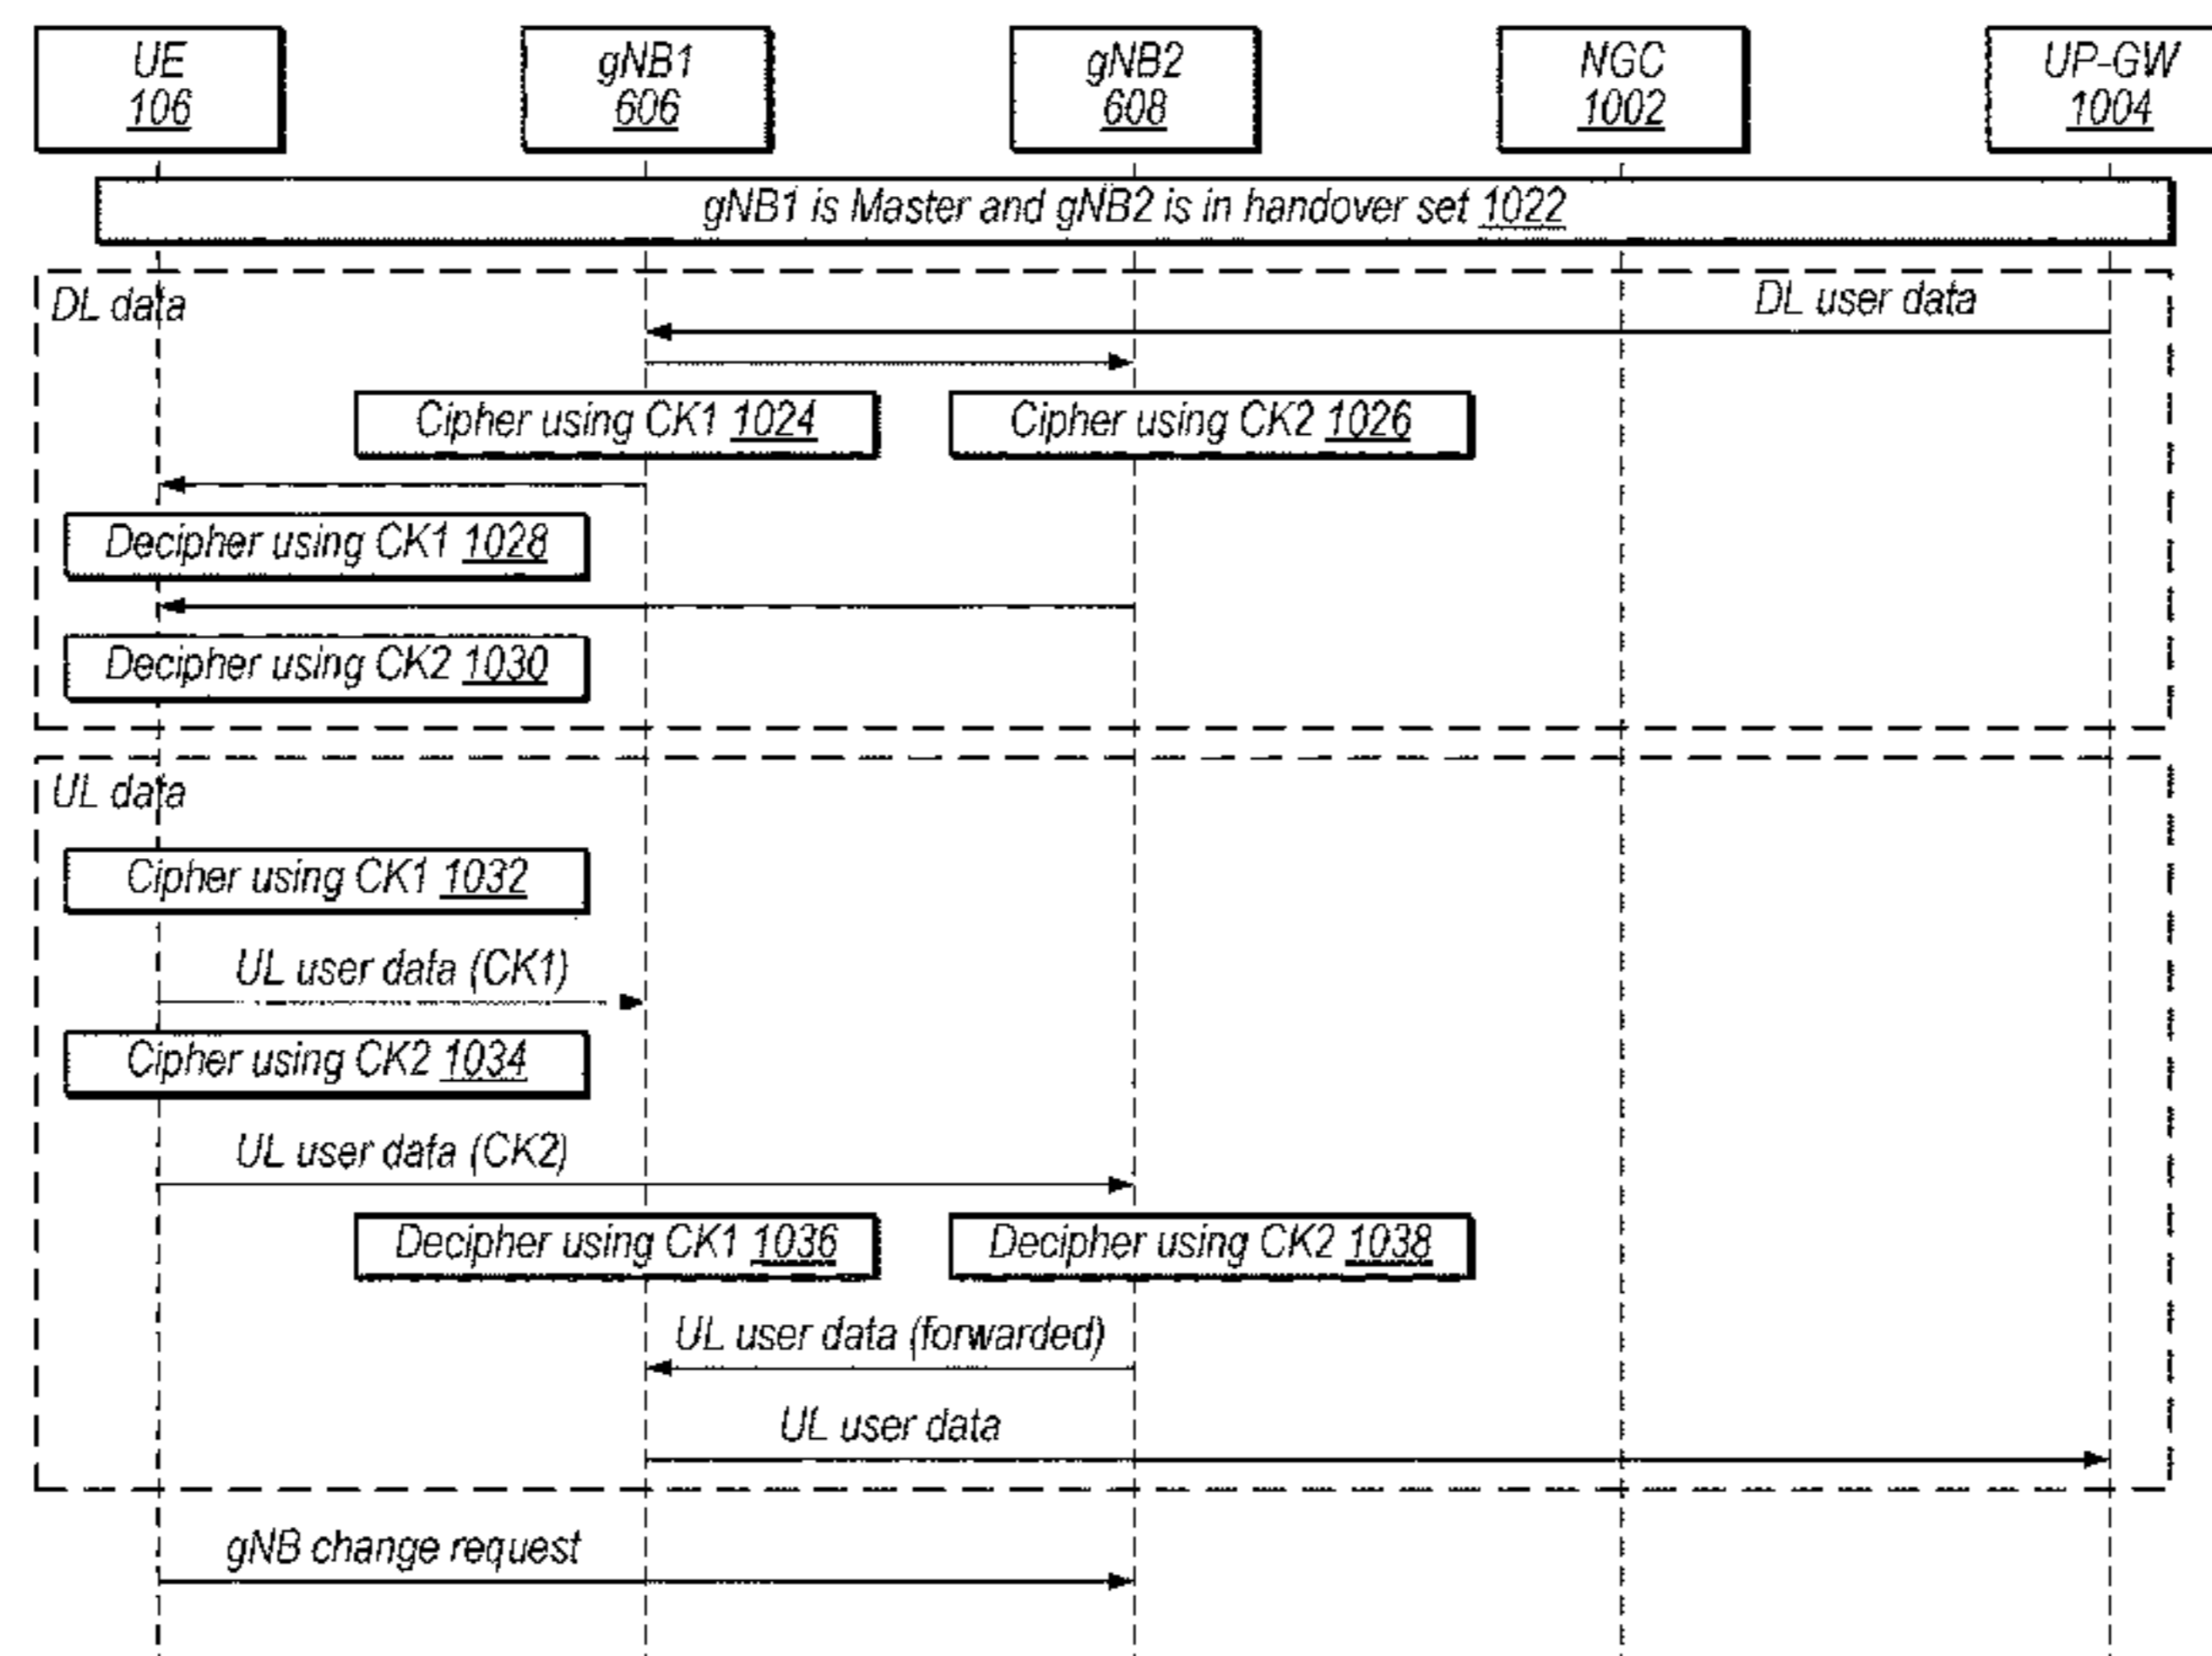 UE
106
gNB1
606
gNB2
608
NGC
1002
UP-GW
1004
gNB1 is Master and gNB2 is in handover set 1022
DL data
DL user data
Cipher using CK1 1024
Cipher using CK2 1026
Decipher using CK1 1028
Decipher using CK2 1030
UL data
Cipher using CK1 1032
UL user data (CK1)
Cipher using CK2 1034
UL user data (CK2)
Decipher using CK1 1036
Decipher using CK2 1038
UL user data (forwarded)
UL user data
gNB change request